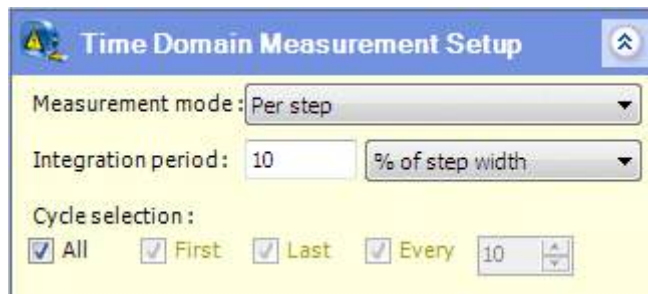 Time Domain Measurement Setup
Measurement mode : Per step
Integration period : 10 % of step width
Cycle selection :
All First Last Every 10